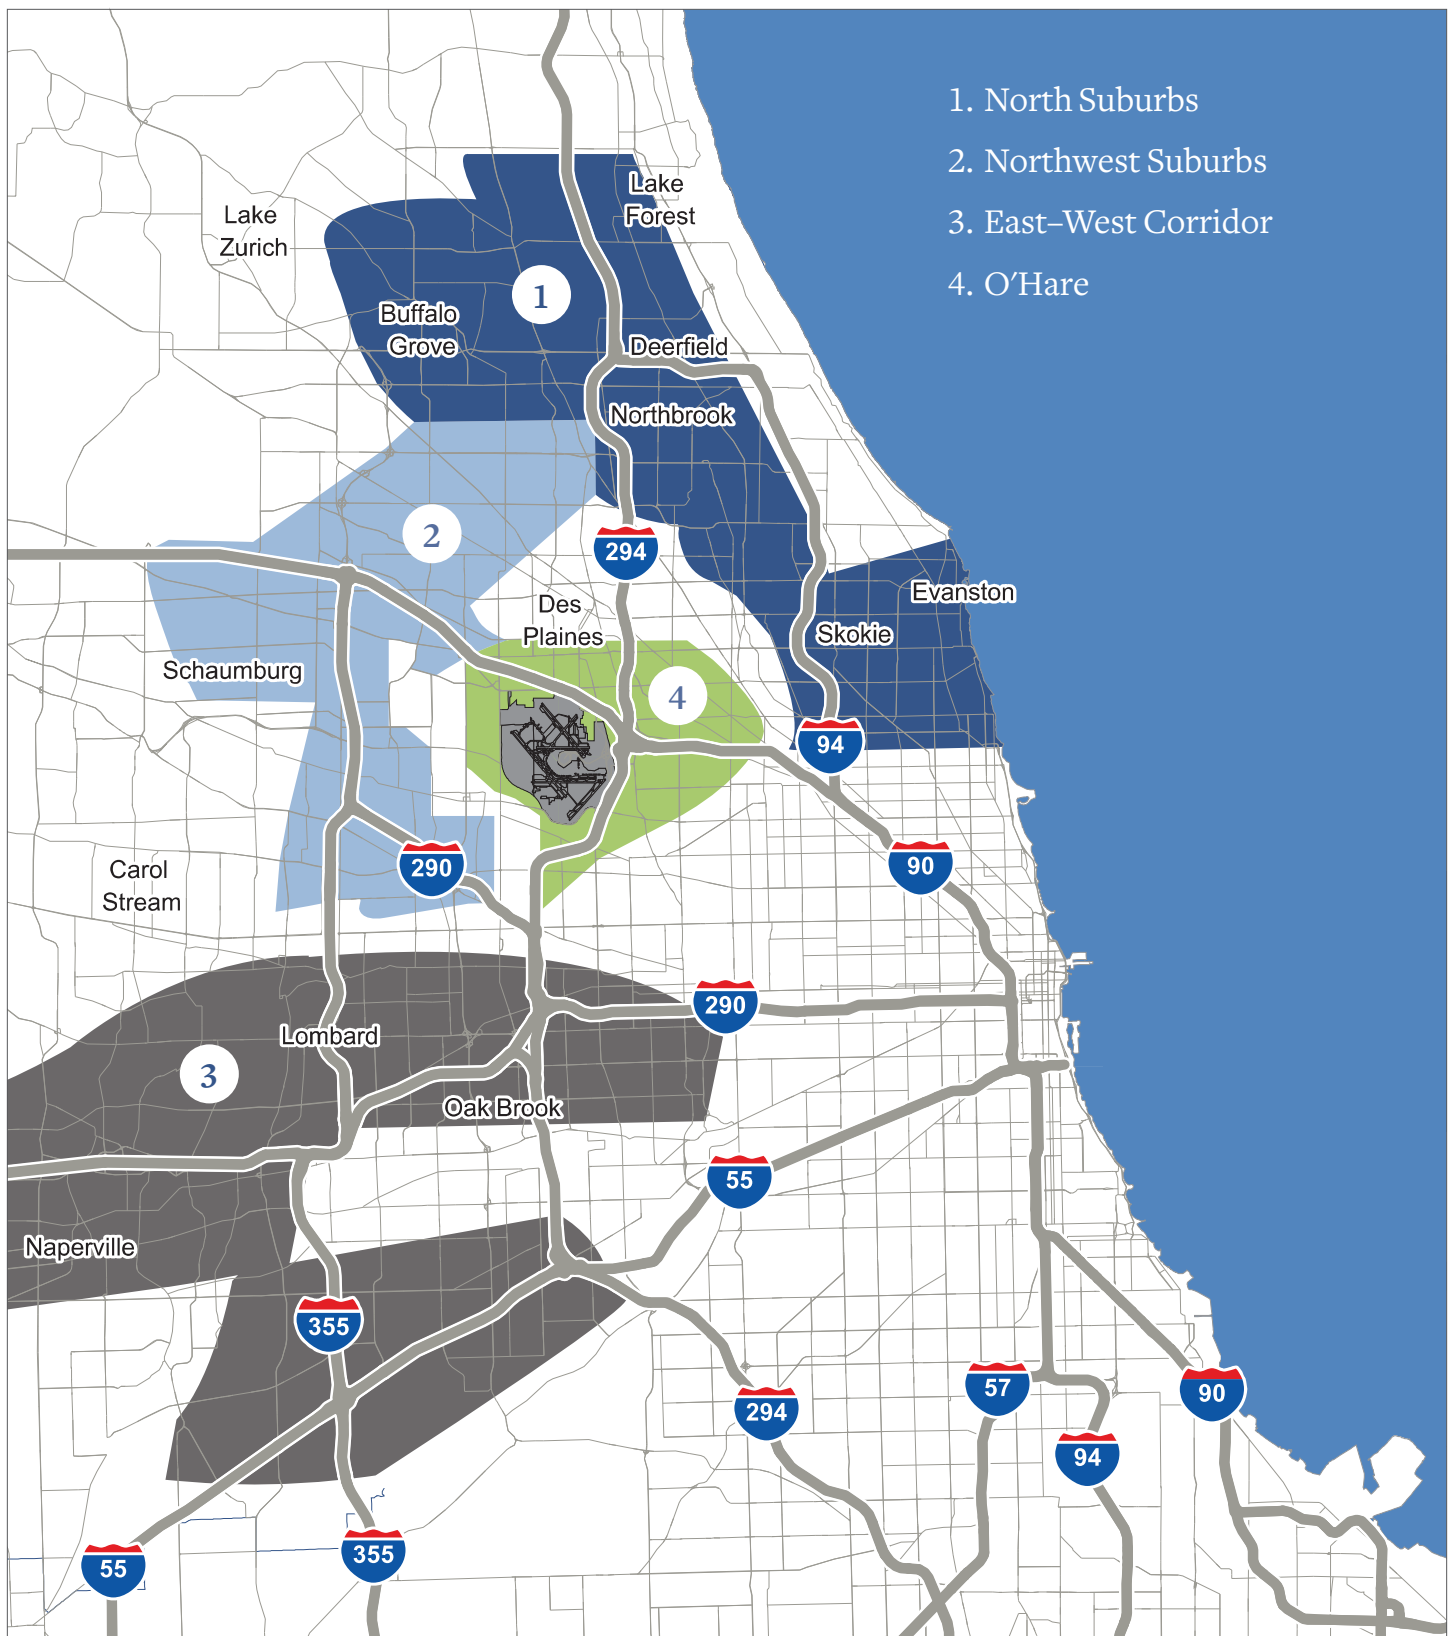 1. North Suburbs
2. Northwest Suburbs
3. East–West Corridor
4. O'Hare
Lake
Forest
Lake
Zurich
1
Buffalo
Grove
Deerfield
Northbrook
2
294
Evanston
Des
Plaines
Skokie
Schaumburg
4
94
290
90
Carol
Stream
290
Lombard
3
Oak Brook
55
Naperville
355
57
90
294
94
355
55